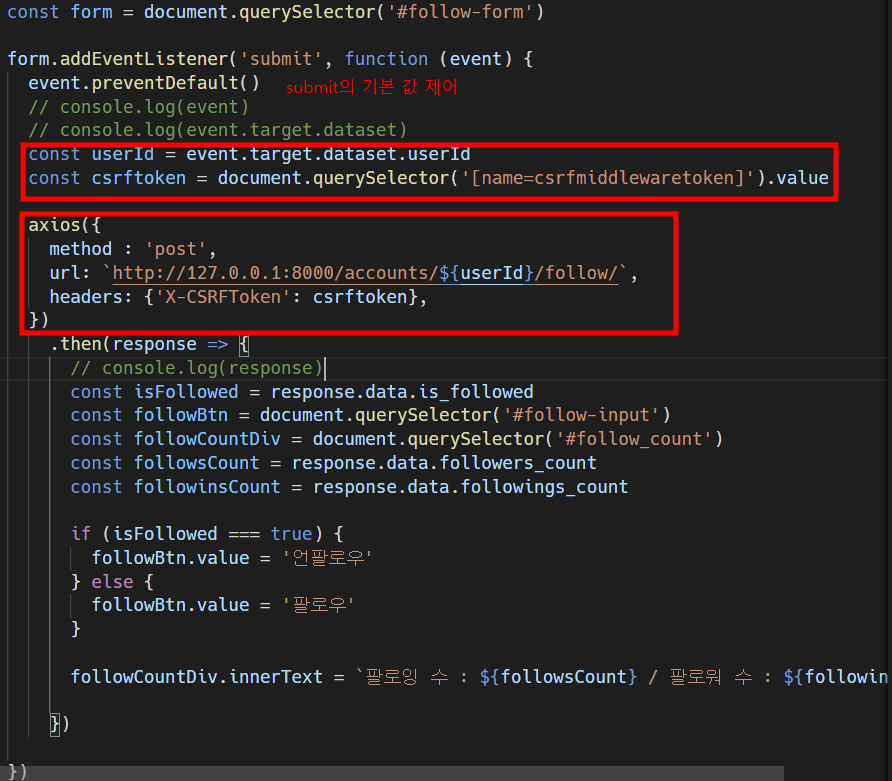 const form = document.querySelector('#follow-form')
form.addEventListener('submit', function (event) {
event.preventDefault() submit의 기본 값 제어
// console.log(event)
// console.log(event.target.dataset)
const userId = event.target.dataset.userId
const csrftoken = document.querySelector('[name=csrfmiddlewaretoken]').value
axios({
method : 'post',
url: `http://127.0.0.1:8000/accounts/${userId}/follow/`,
headers: {'X-CSRFToken': csrftoken},
})
.then(response => {
// console.log(response)
const isFollowed = response.data.is_followed
const followBtn = document.querySelector('#follow-input')
const followCountDiv = document.querySelector('#follow_count')
const followsCount = response.data.followers_count
const followinsCount = response.data.followings_count
if (isFollowed === true) {
followBtn.value = '언팔로우'
} else {
followBtn.value = '팔로우'
}
followCountDiv.innerText = `팔로잉 수 : ${followsCount} / 팔로워 수 : ${followin
})
})